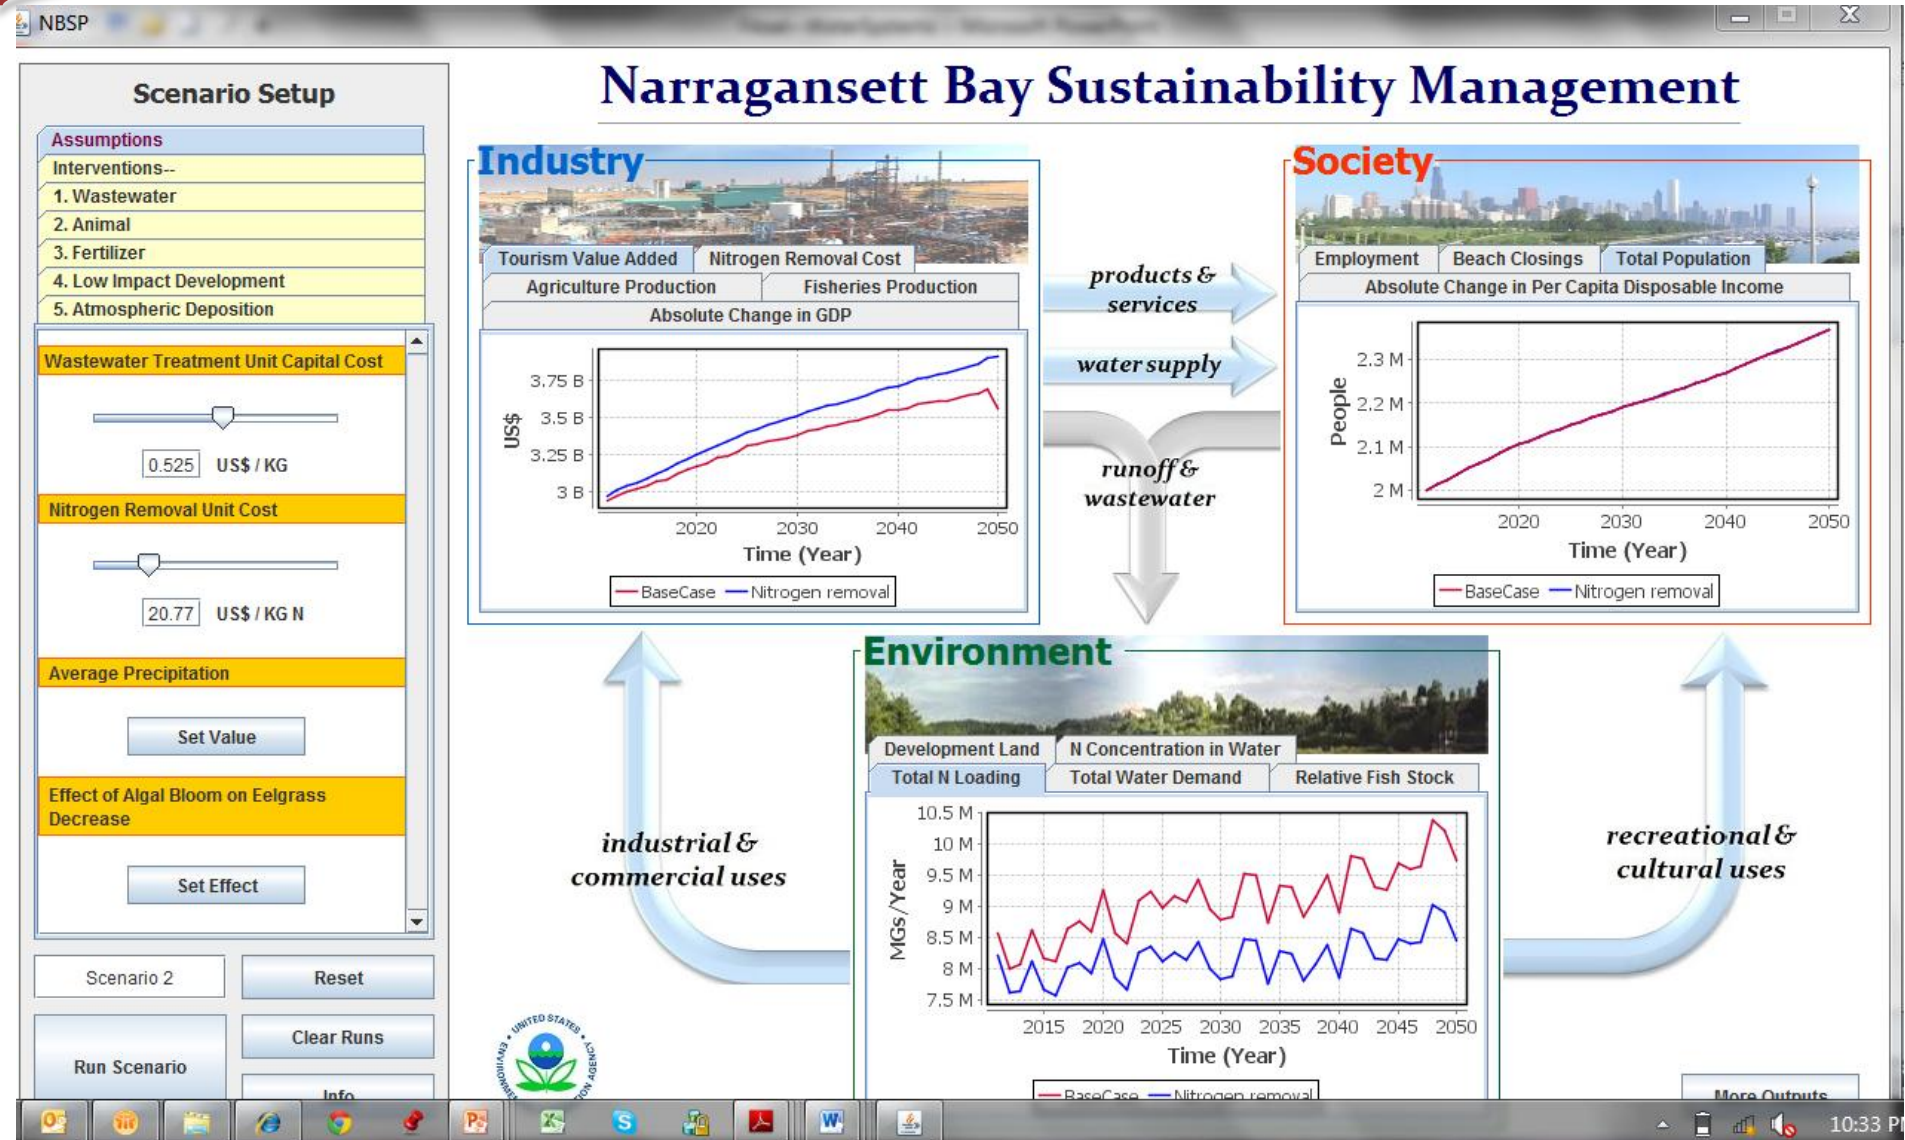 NBSP
Scenario Setup
Assumptions
Interventions--
1. Wastewater
2. Animal
3. Fertilizer
4. Low Impact Development
5. Atmospheric Deposition
Wastewater Treatment Unit Capital Cost
0.525 US$ / KG
Nitrogen Removal Unit Cost
20.77 US$ / KG N
Average Precipitation
Set Value
Effect of Algal Bloom on Eelgrass
Decrease
Set Effect
Scenario 2
Reset
Run Scenario
Clear Runs
Info
Narragansett Bay Sustainability Management
Industry
Tourism Value Added
Nitrogen Removal Cost
Agriculture Production
Fisheries Production
Absolute Change in GDP
3.75 B
3.5 B
3.25 B
3 B
US$
2020 2030 2040 2050
Time (Year)
BaseCase Nitrogen removal
products &
services
water supply
runoff &
wastewater
Society
Employment
Beach Closings
Total Population
Absolute Change in Per Capita Disposable Income
2.3 M
2.2 M
2.1 M
2 M
People
2020 2030 2040 2050
Time (Year)
BaseCase Nitrogen removal
Environment
Development Land
N Concentration in Water
Total N Loading
Total Water Demand
Relative Fish Stock
10.5 M
10 M
9.5 M
9 M
8.5 M
8 M
7.5 M
MGs/Year
2015 2020 2025 2030 2035 2040 2045 2050
Time (Year)
BaseCase Nitrogen removal
industrial &
commercial uses
recreational &
cultural uses
UNITED STATES
AGENCY
More Outputs
10:33 P